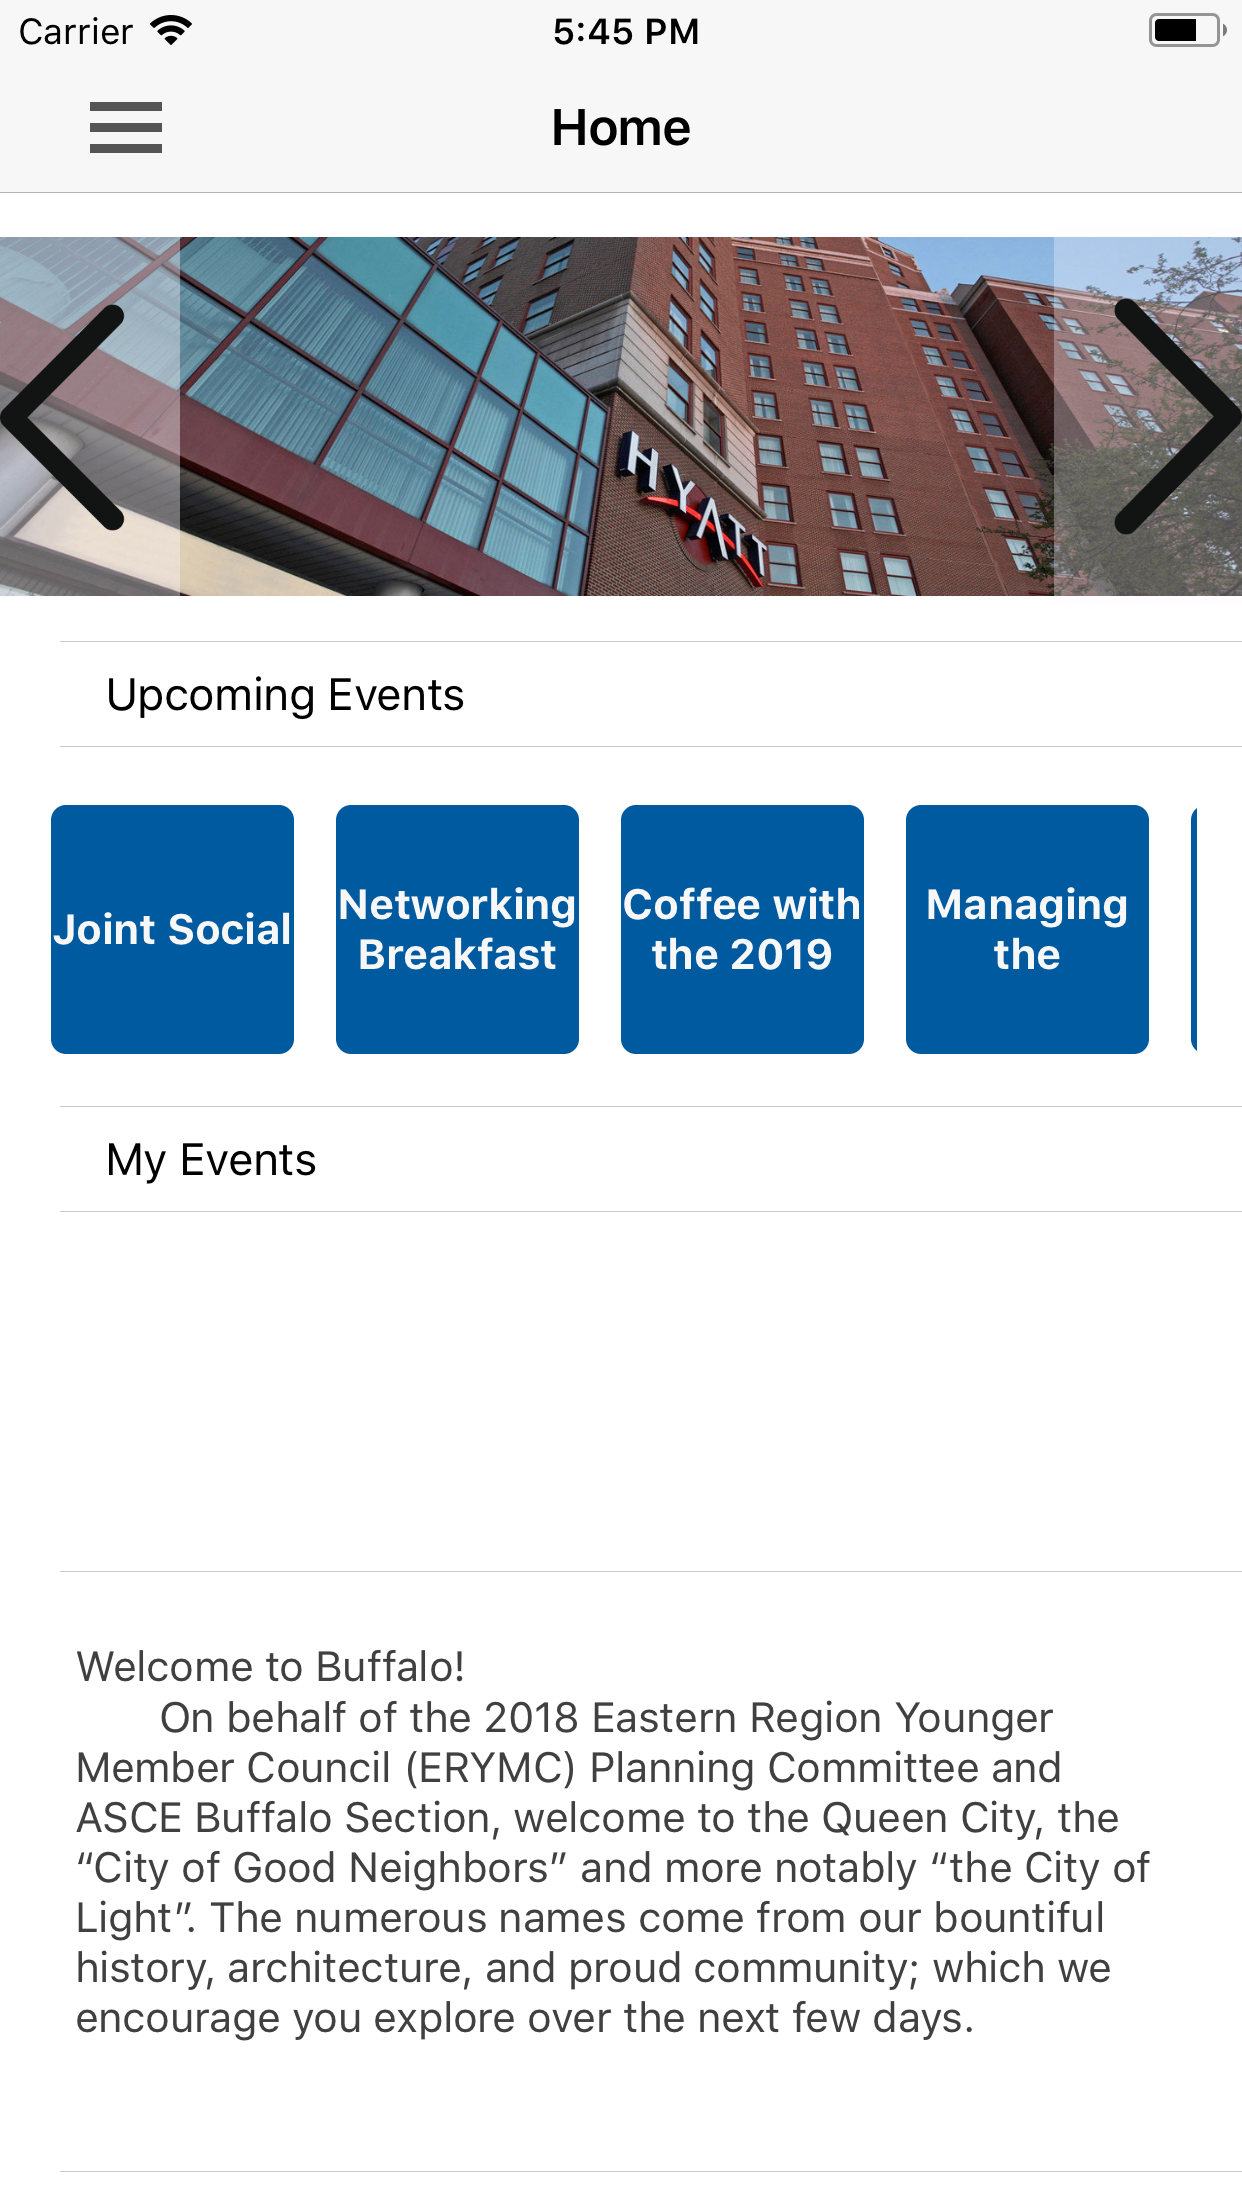 Carrier 5:45 PM
Home
HYATT
Upcoming Events
Joint Social
Networking
Breakfast
Coffee with
the 2019
Managing
the
My Events
Welcome to Buffalo!
On behalf of the 2018 Eastern Region Younger
Member Council (ERYMC) Planning Committee and
ASCE Buffalo Section, welcome to the Queen City, the
“City of Good Neighbors” and more notably “the City of
Light”. The numerous names come from our bountiful
history, architecture, and proud community; which we
encourage you explore over the next few days.